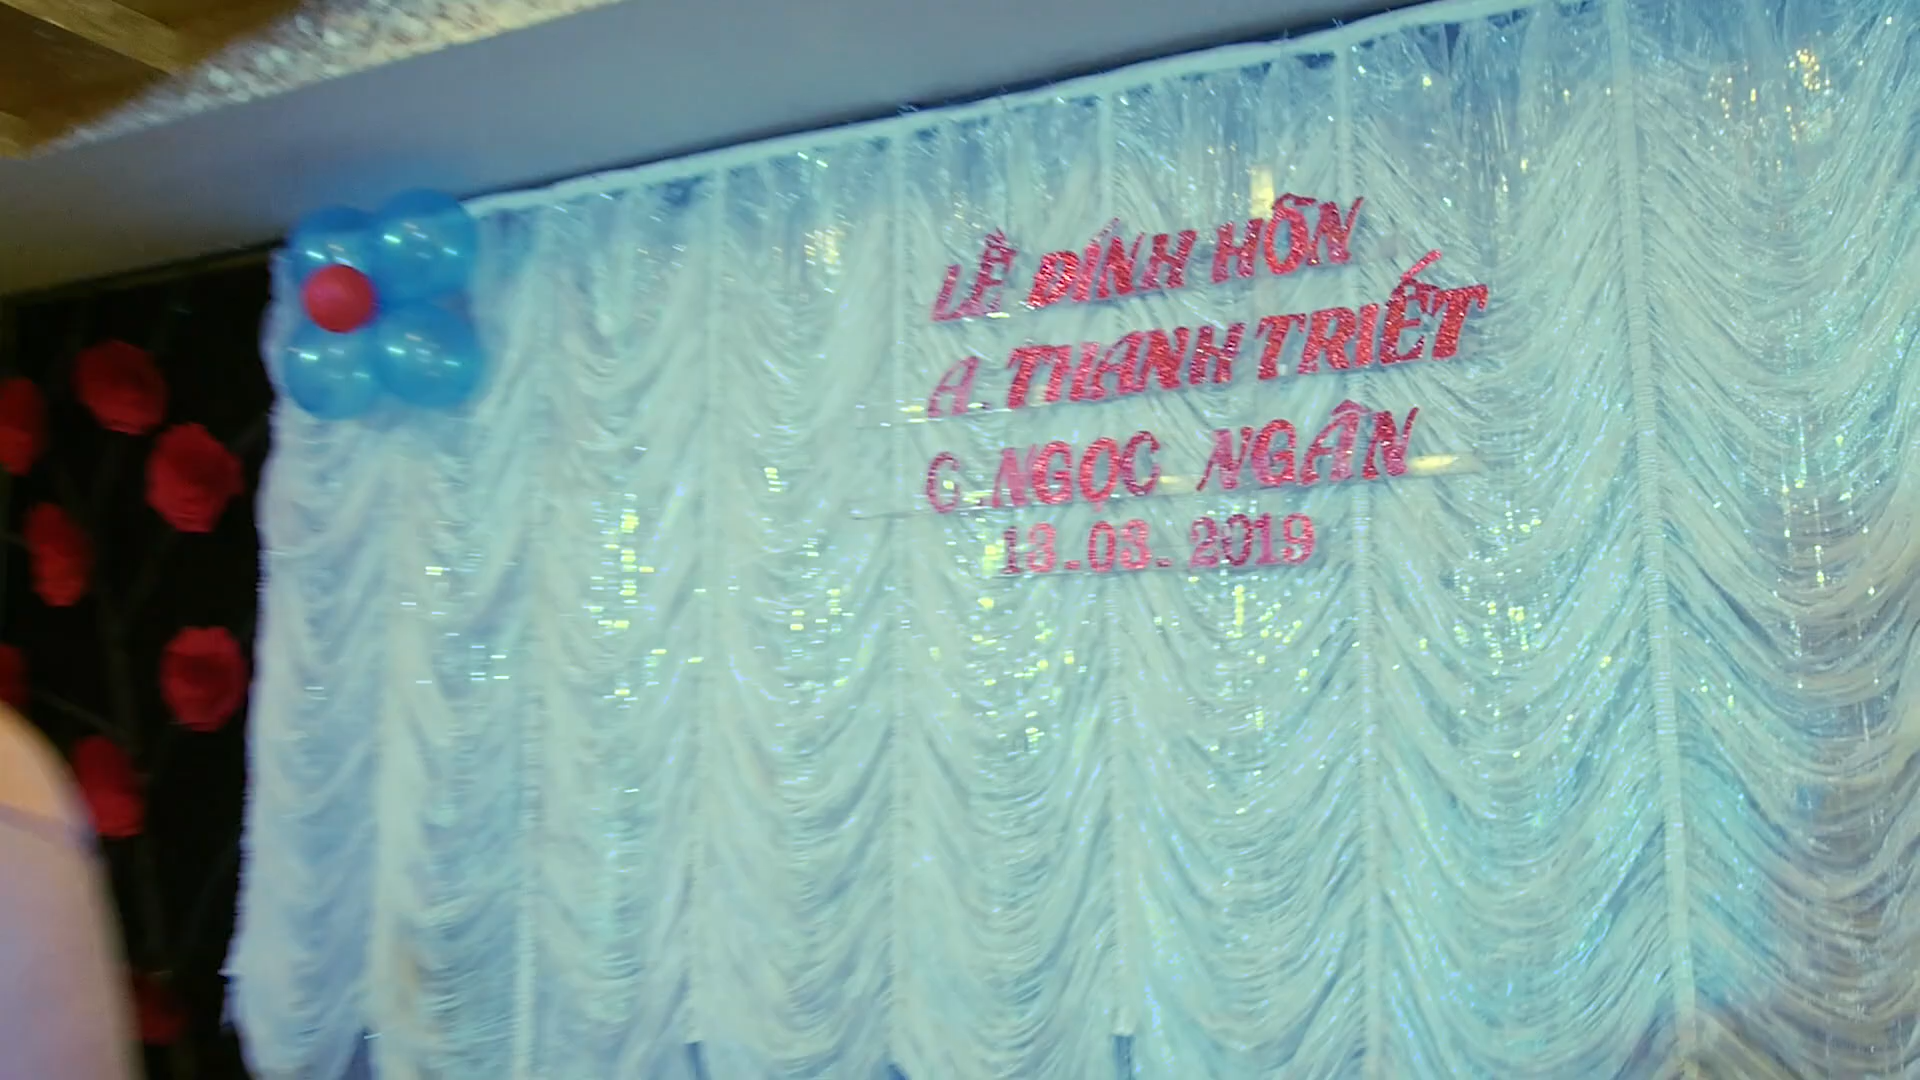 LỄ ĐÍNH HÔN
A. THANH TRIẾT
C. NGỌC NGÂN
13.03.2019